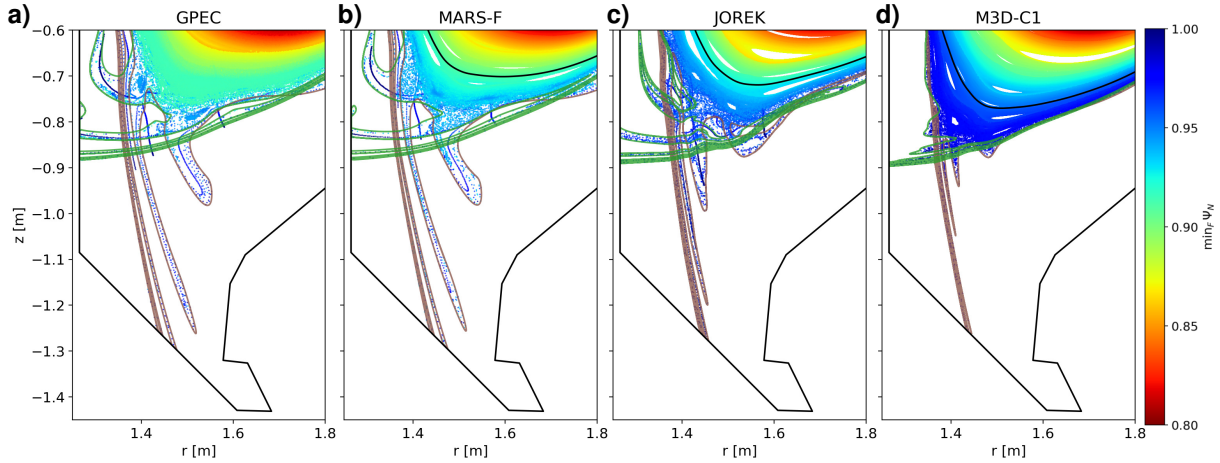 a) GPEC b) MARS-F c) JOREK d) M3D-C1
−0.6
−0.7
−0.8
−0.9
−1.0
−1.1
−1.2
−1.3
−1.4
z [m]
1.4 1.6 1.8 1.4 1.6 1.8 1.4 1.6 1.8 1.4 1.6 1.8
r [m] r [m] r [m] r [m]
1.00
0.95
0.90
0.85
0.80
min_F Ψ_N